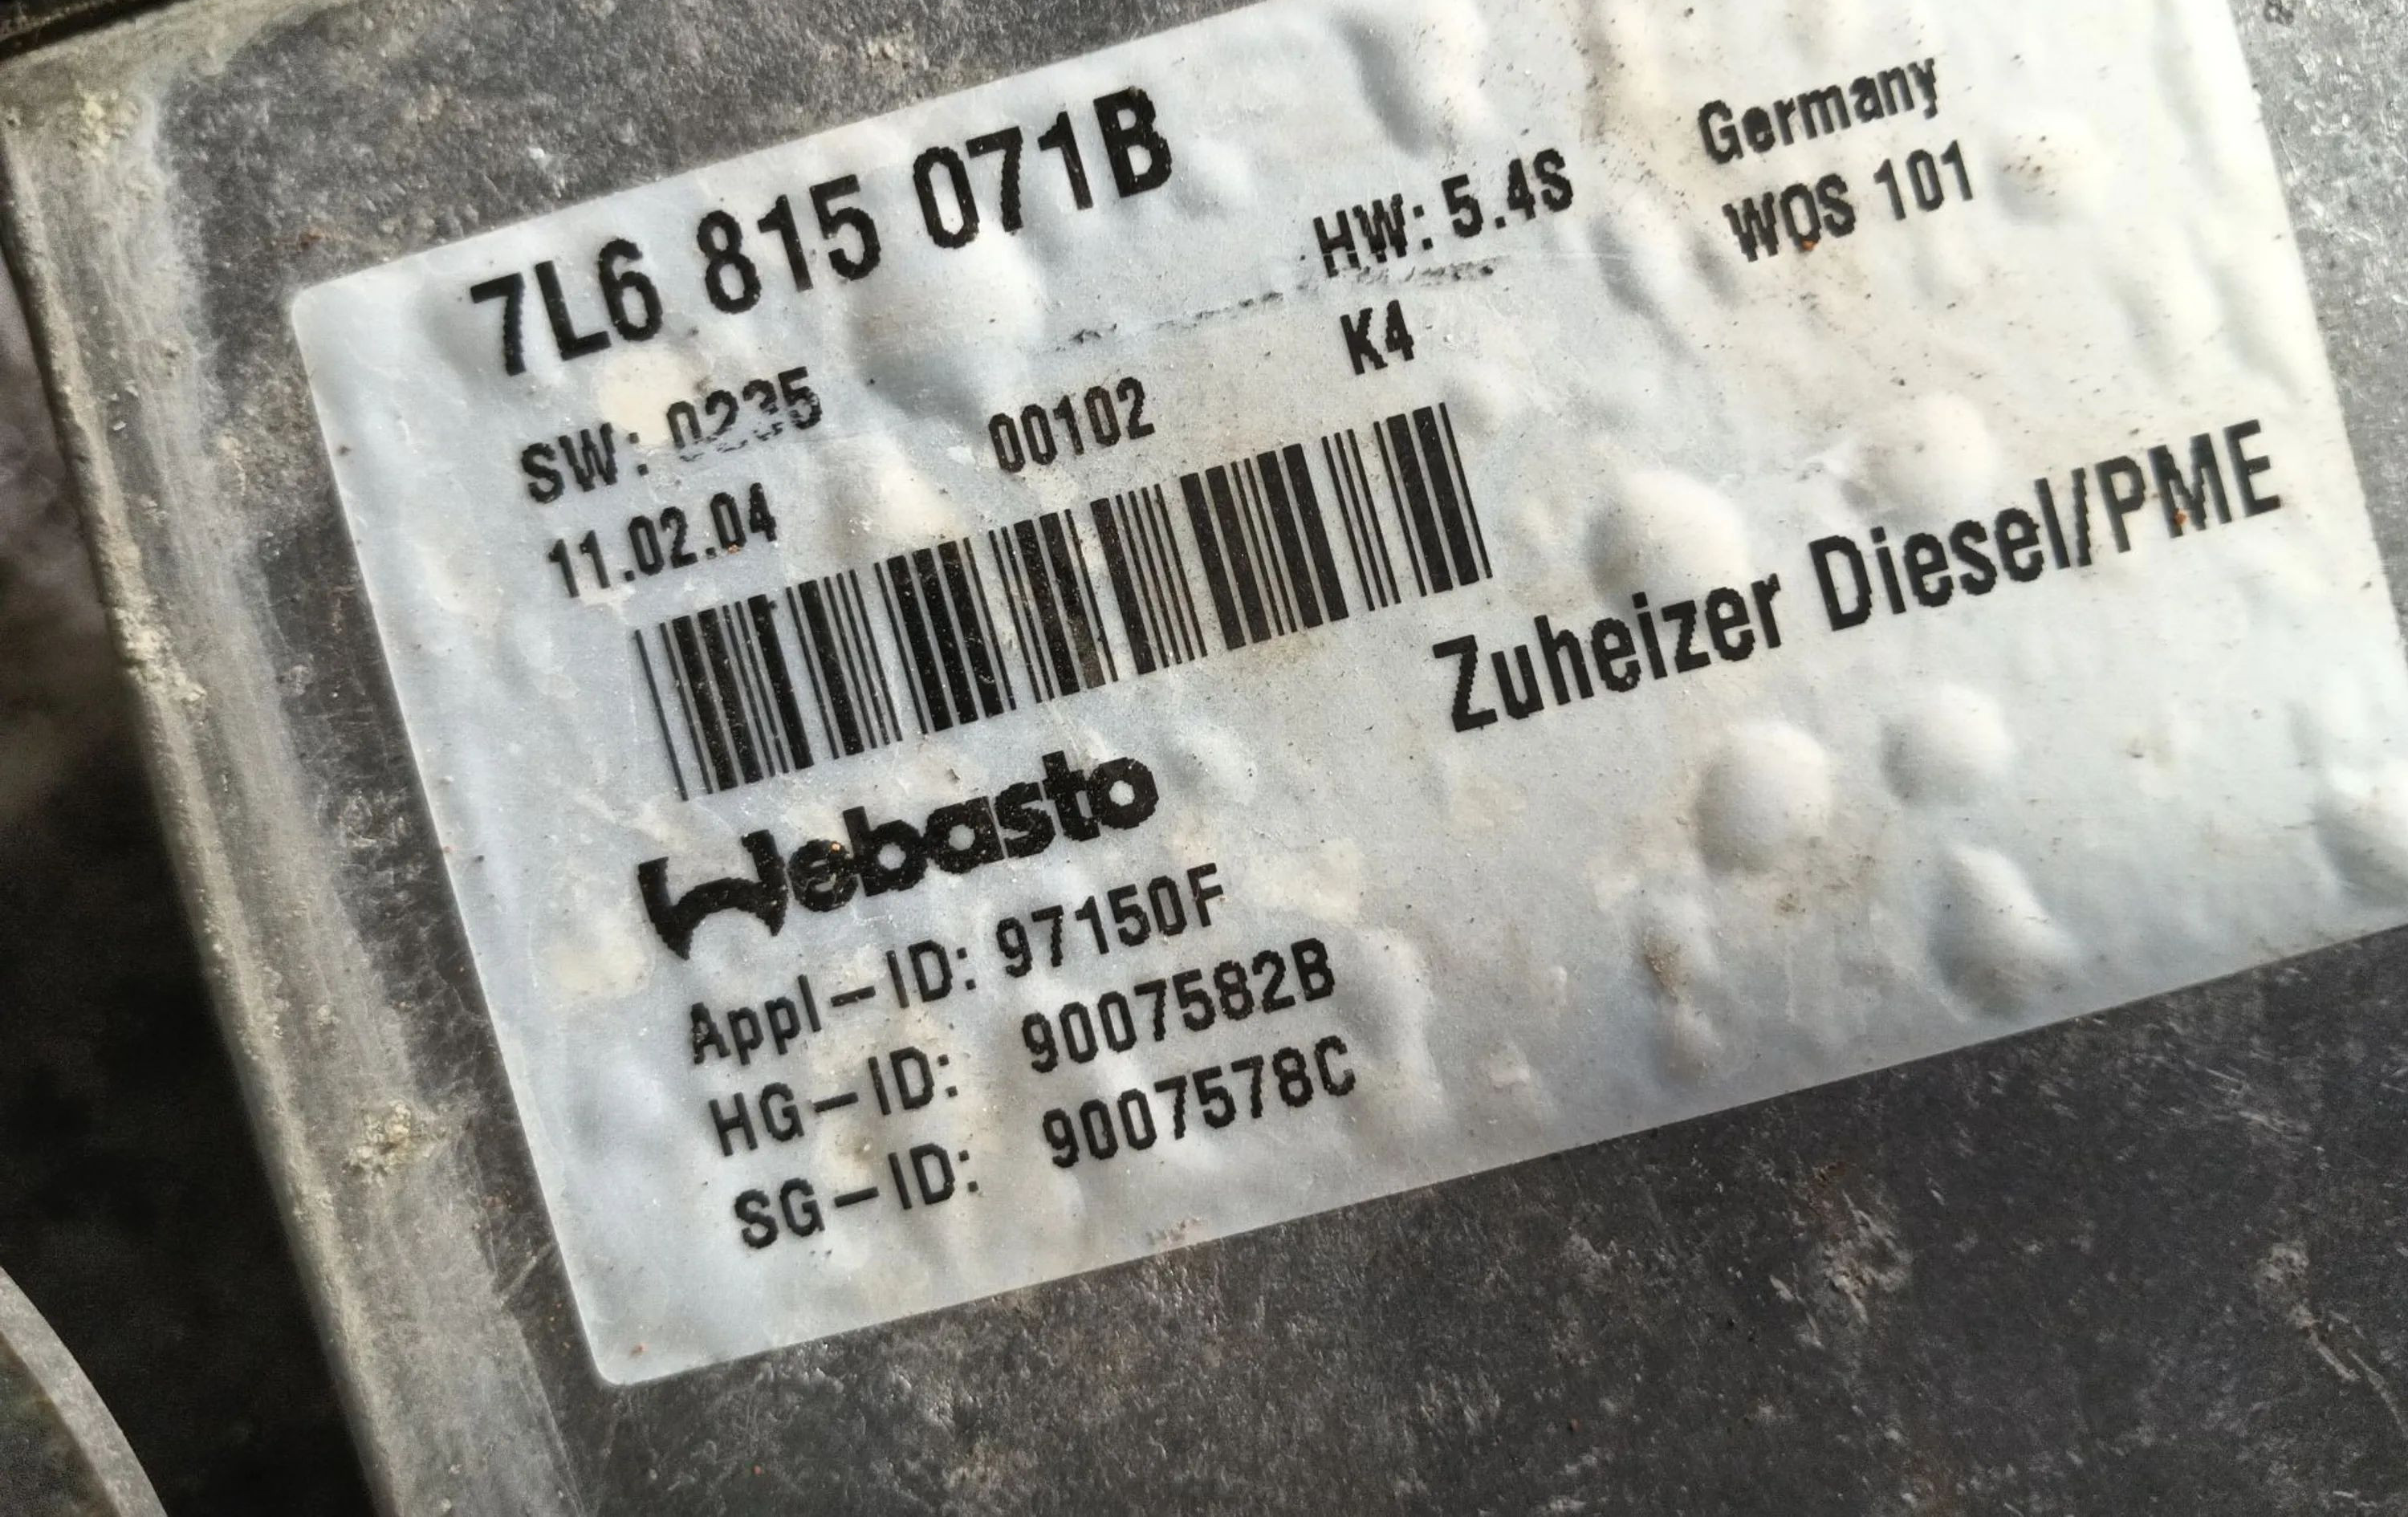 7L6 815 071B
HW: 5.4S
Germany
WOS 101
SW: 0235
00102
K4
11.02.04
Zuheizer Diesel/PME
Webasto
Appl-ID: 97150F
HG-ID: 9007582B
SG-ID: 9007578C